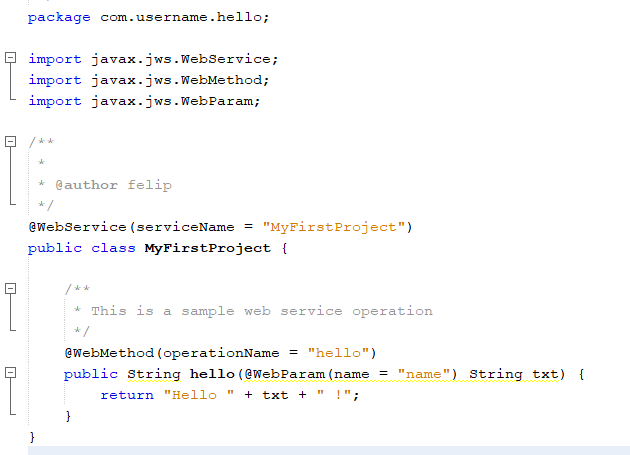 package com.username.hello;
import javax.jws.WebService;
import javax.jws.WebMethod;
import javax.jws.WebParam;
/**
*
* @author felip
*/
@WebService(serviceName = "MyFirstProject")
public class MyFirstProject {
/**
* This is a sample web service operation
*/
@WebMethod(operationName = "hello")
public String hello(@WebParam(name = "name") String txt) {
return "Hello " + txt + " !";
}
}